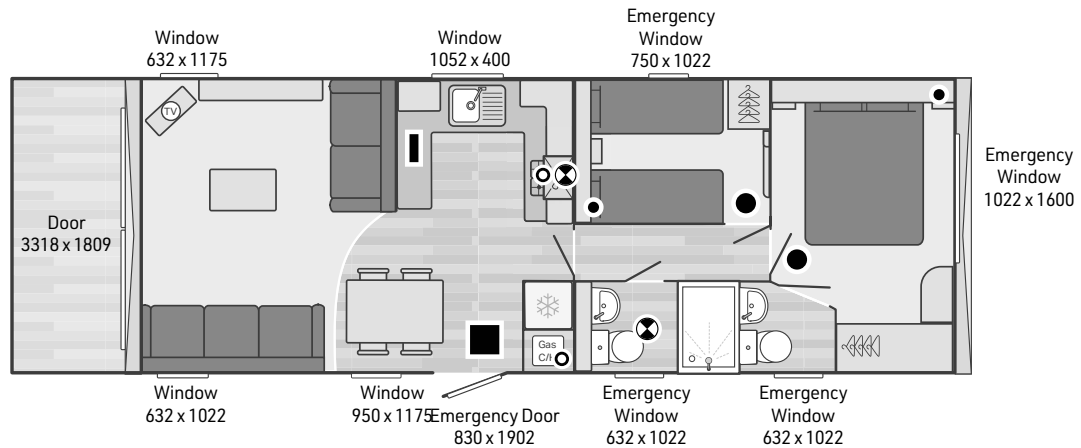 Window
632 x 1175
Window
1052 x 400
Emergency
Window
750 x 1022
TV
Door
3318 x 1809
Emergency
Window
1022 x 1600
Gas
C/H
Window
632 x 1022
Window
950 x 1175
Emergency Door
830 x 1902
Emergency
Window
632 x 1022
Emergency
Window
632 x 1022